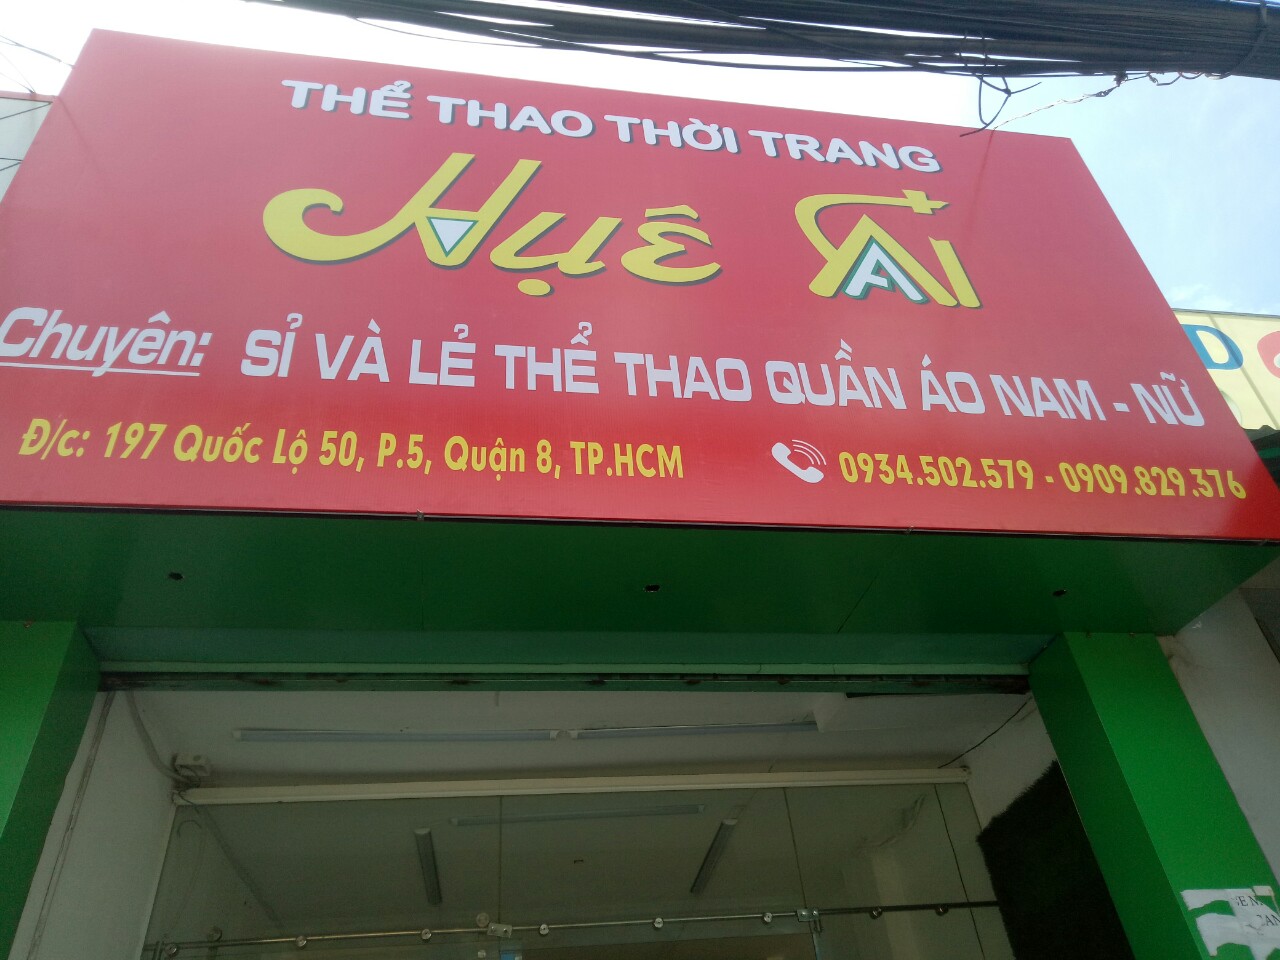 THỂ THAO THỜI TRANG
Huệ TÀI
Chuyên: SỈ VÀ LẺ THỂ THAO QUẦN ÁO NAM - NỮ
Đ/c: 197 Quốc Lộ 50, P.5, Quận 8, TP.HCM
0934.502.579 - 0909.829.376
D